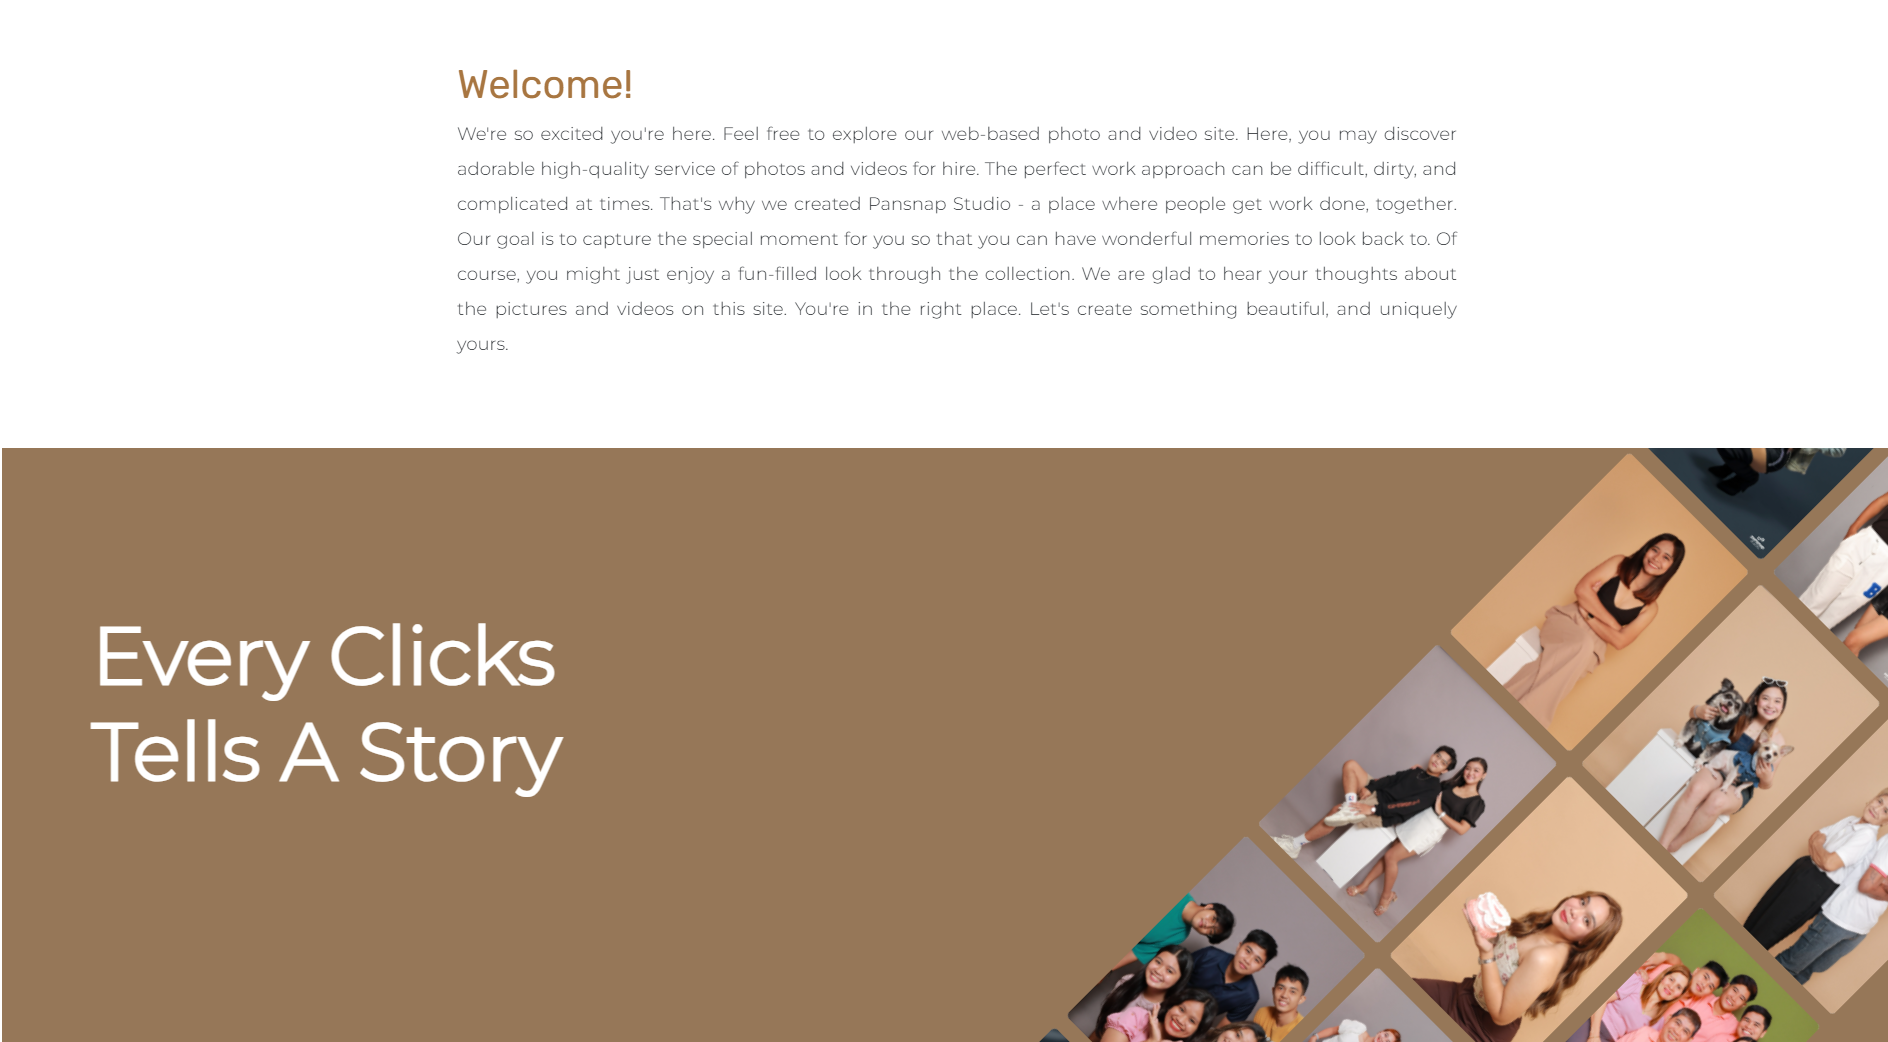 Welcome!
We're so excited you're here. Feel free to explore our web-based photo and video site. Here, you may discover
adorable high-quality service of photos and videos for hire. The perfect work approach can be difficult, dirty, and
complicated at times. That's why we created Pansnap Studio - a place where people get work done, together.
Our goal is to capture the special moment for you so that you can have wonderful memories to look back to. Of
course, you might just enjoy a fun-filled look through the collection. We are glad to hear your thoughts about
the pictures and videos on this site. You're in the right place. Let's create something beautiful, and uniquely
yours.
Every Clicks
Tells A Story